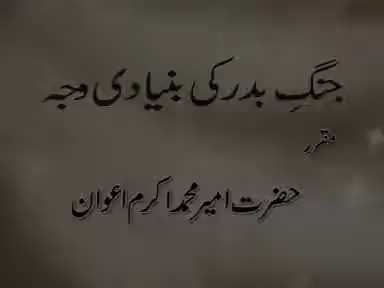 جنگِ بدر کی بنیادی وجہ
مقرر
حضرت امیر محمد اکرم اعوان